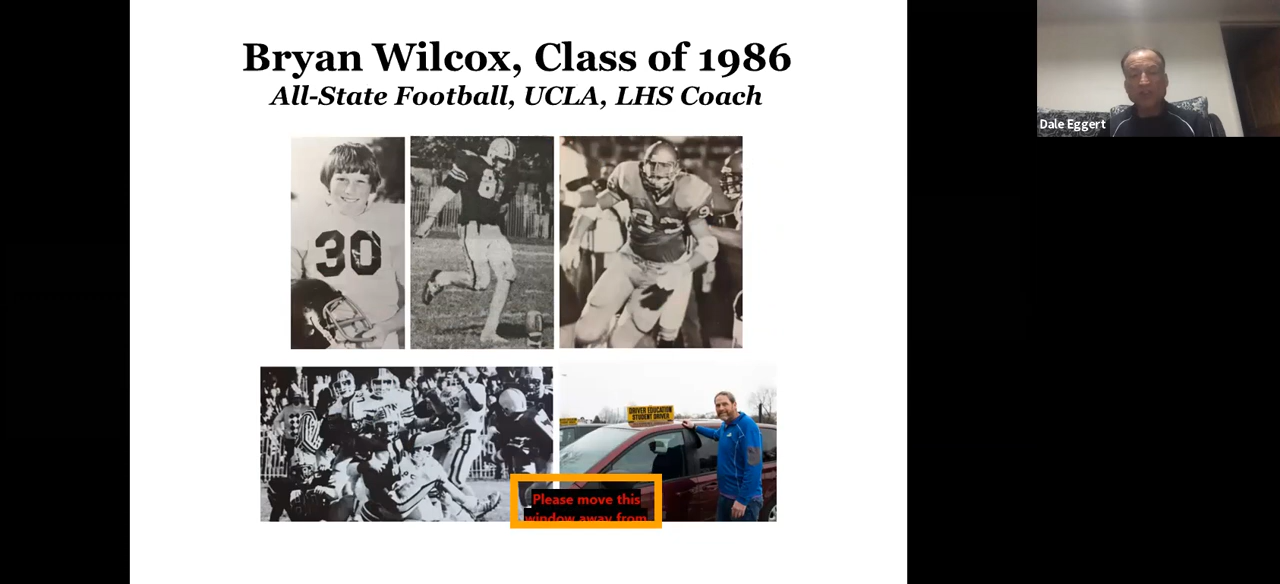 Bryan Wilcox, Class of 1986
All-State Football, UCLA, LHS Coach
Dale Eggert
30
DRIVER EDUCATION
STUDENT DRIVER
Please move this
window away from